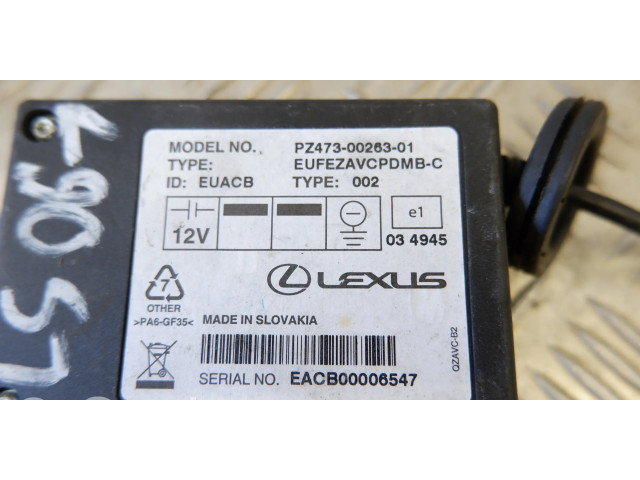 MODEL NO. PZ473-00263-01
TYPE: EUFEZAVCPDMB-C
ID: EUACB TYPE: 002
12V
e1
03 4945
7
OTHER
>PA6-GF35<
LEXUS
MADE IN SLOVAKIA
SERIAL NO. EACB00006547
QZAVC-B2